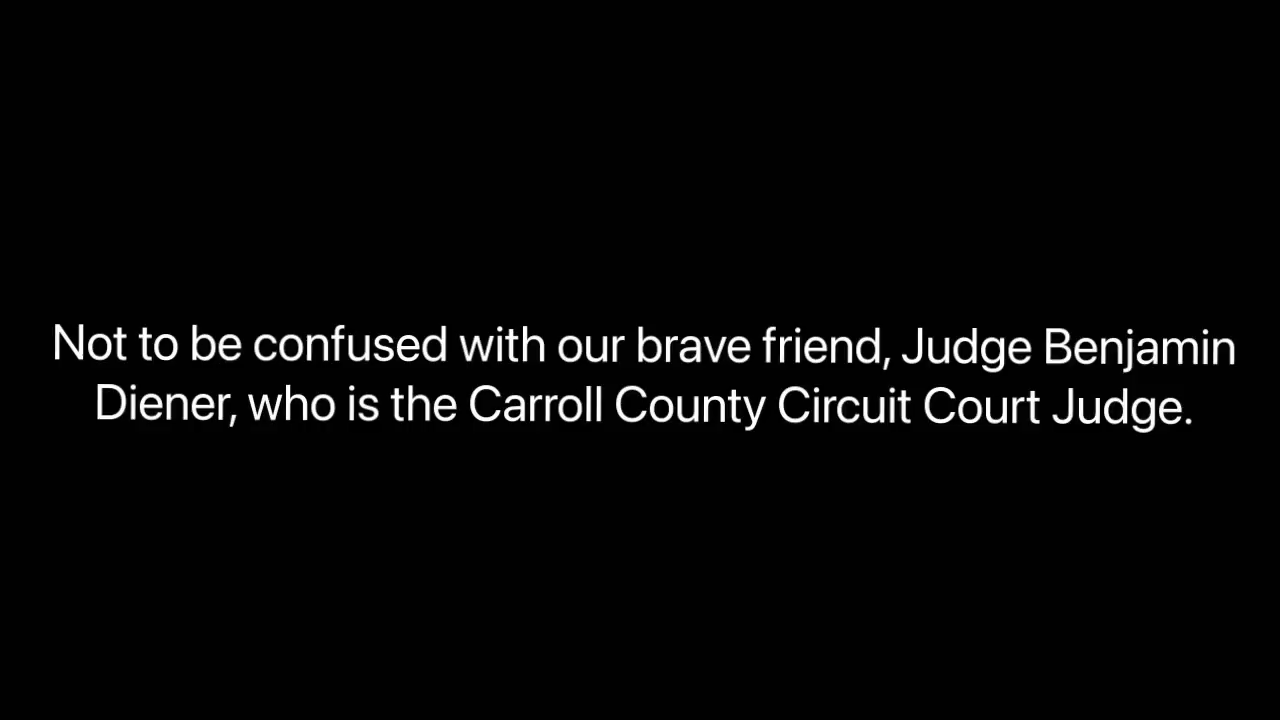 Not to be confused with our brave friend, Judge Benjamin
Diener, who is the Carroll County Circuit Court Judge.